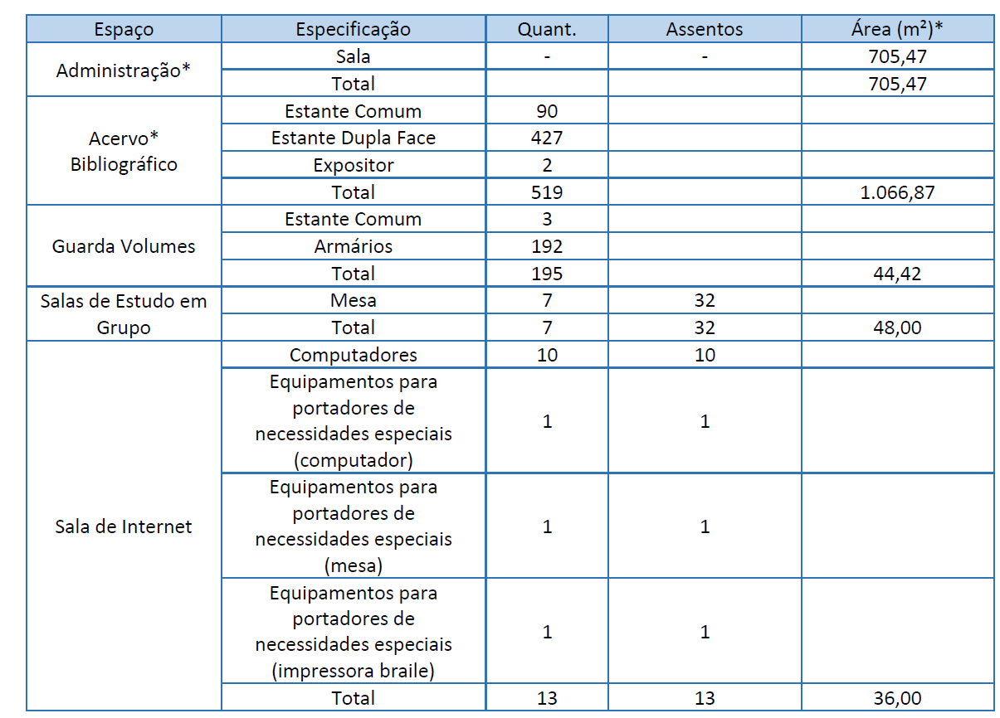 Espaço Especificação Quant. Assentos Área (m²)*
Administração*
Sala - - 705,47
Total 705,47
Acervo*
Bibliográfico
Estante Comum 90
Estante Dupla Face 427
Expositor 2
Total 519 1.066,87
Guarda Volumes
Estante Comum 3
Armários 192
Total 195 44,42
Salas de Estudo em
Grupo
Mesa 7 32
Total 7 32 48,00
Sala de Internet
Computadores 10 10
Equipamentos para
portadores de
necessidades especiais
(computador)
1 1
Equipamentos para
portadores de
necessidades especiais
(mesa)
1 1
Equipamentos para
portadores de
necessidades especiais
(impressora braile)
1 1
Total 13 13 36,00